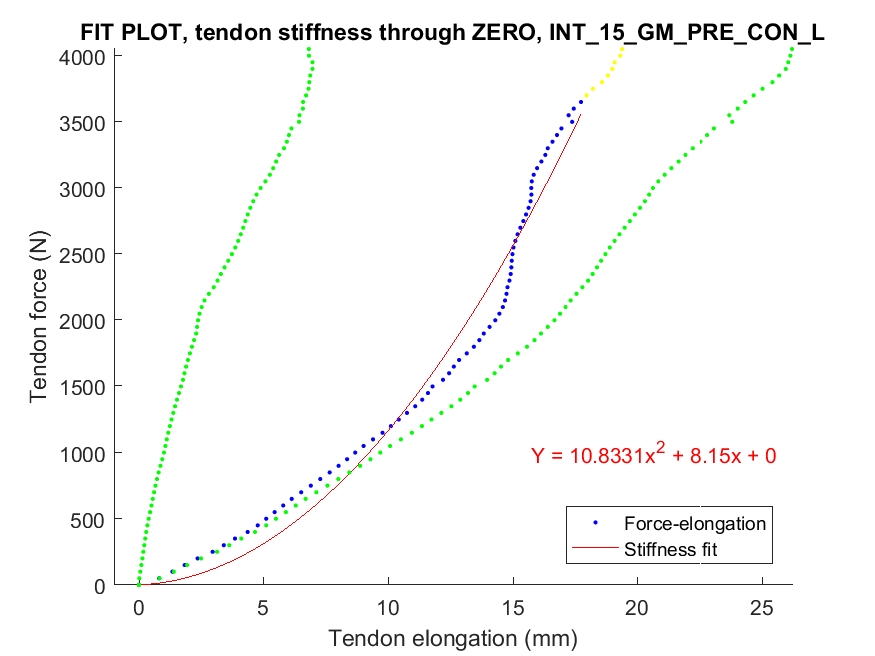 FIT PLOT, tendon stiffness through ZERO, INT_15_GM_PRE_CON_L
4000
3500
3000
2500
2000
1500
1000
500
0
Tendon force (N)
Y = 10.8331x² + 8.15x + 0
Force-elongation
Stiffness fit
0 5 10 15 20 25
Tendon elongation (mm)